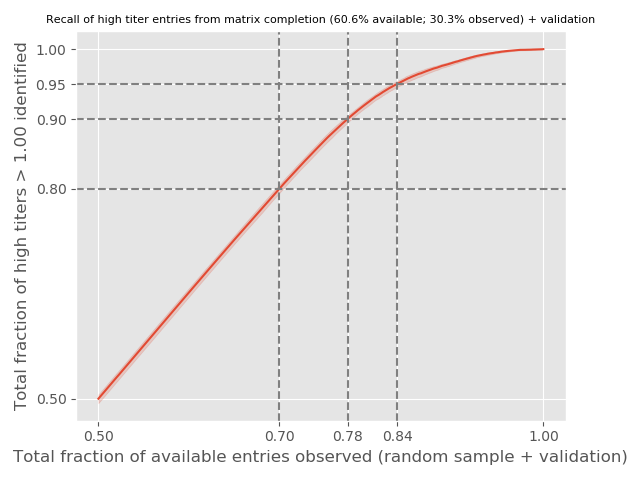 Recall of high titer entries from matrix completion (60.6% available; 30.3% observed) + validation
Total fraction of high titers > 1.00 identified
1.00
0.95
0.90
0.80
0.50
0.50 0.70 0.78 0.84 1.00
Total fraction of available entries observed (random sample + validation)